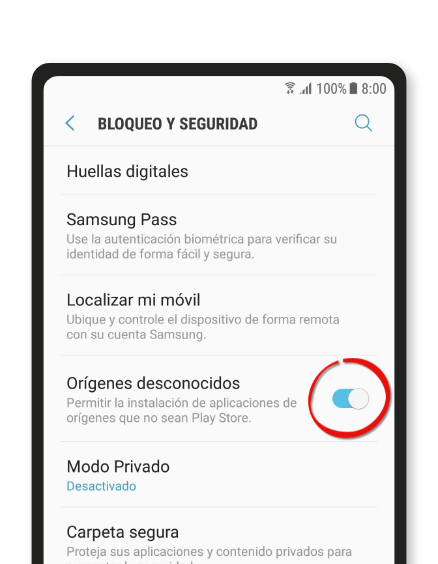 100% 8:00
BLOQUEO Y SEGURIDAD
Huellas digitales
Samsung Pass
Use la autenticación biométrica para verificar su
identidad de forma fácil y segura.
Localizar mi móvil
Ubique y controle el dispositivo de forma remota
con su cuenta Samsung.
Orígenes desconocidos
Permitir la instalación de aplicaciones de
orígenes que no sean Play Store.
Modo Privado
Desactivado
Carpeta segura
Proteja sus aplicaciones y contenido privados para